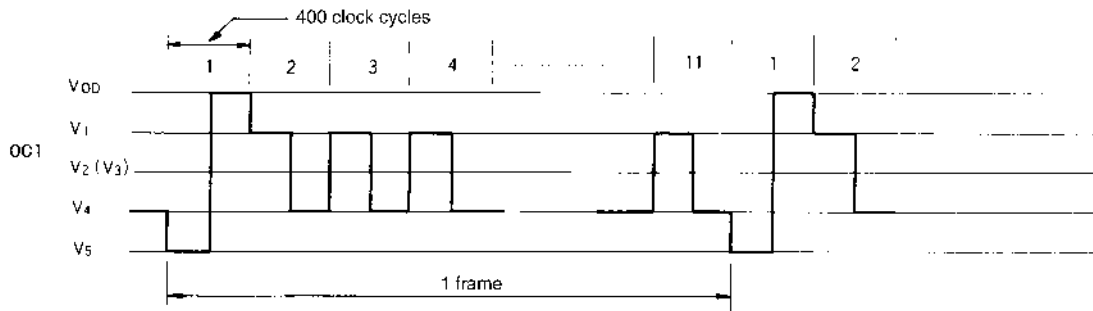 400 clock cycles
1 2 3 4 ........ 11 1 2
VOD
V1
OC1
V2 (V3)
V4
V5
1 frame